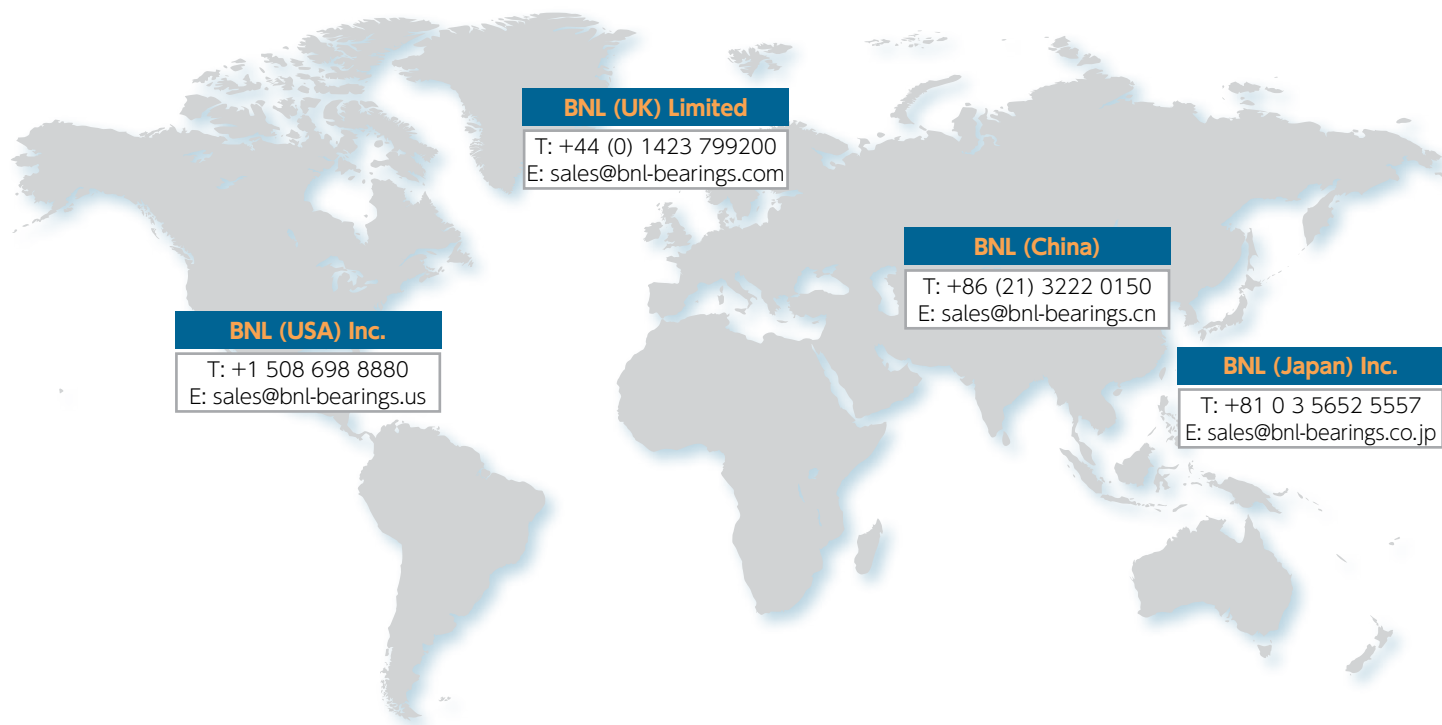 BNL (UK) Limited
T: +44 (0) 1423 799200
E: sales@bnl-bearings.com
BNL (China)
T: +86 (21) 3222 0150
E: sales@bnl-bearings.cn
BNL (USA) Inc.
T: +1 508 698 8880
E: sales@bnl-bearings.us
BNL (Japan) Inc.
T: +81 0 3 5652 5557
E: sales@bnl-bearings.co.jp